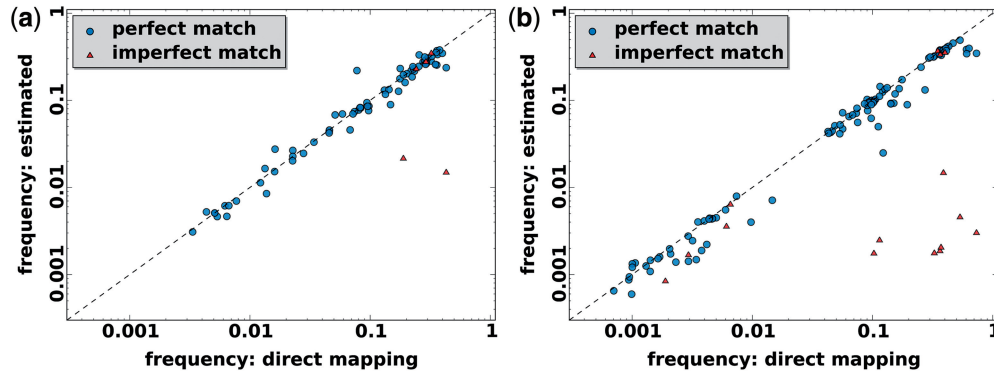 (a)
perfect match
imperfect match
frequency: estimated
1
0.1
0.01
0.001
0.001
0.01
0.1
1
frequency: direct mapping
(b)
perfect match
imperfect match
frequency: estimated
1
0.1
0.01
0.001
0.001
0.01
0.1
1
frequency: direct mapping